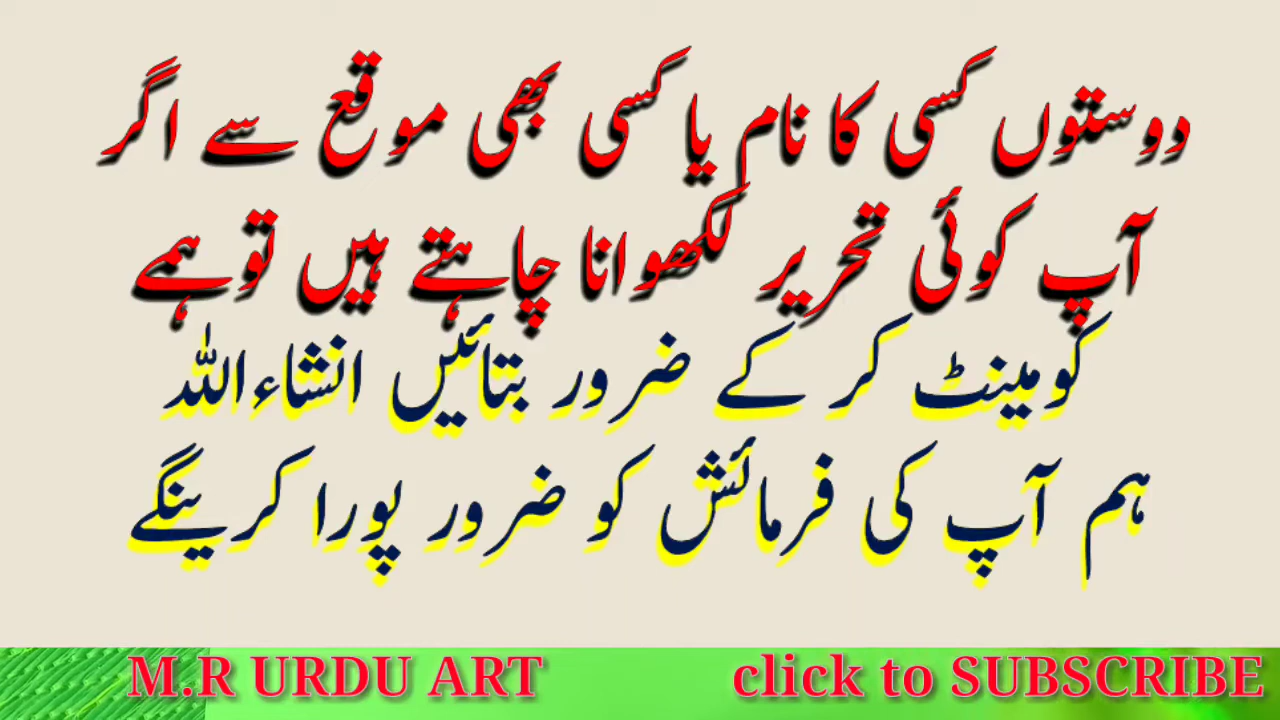 دوستوں کسی کا نام یا کسی بھی موقع سے اگر
آپ کوئی تحریر لکھوانا چاہتے ہیں تو ہمے
کومینٹ کر کے ضرور بتائیں انشاءاللہ
ہم آپ کی فرمائش کو ضرور پورا کرینگے
M.R URDU ART click to SUBSCRIBE